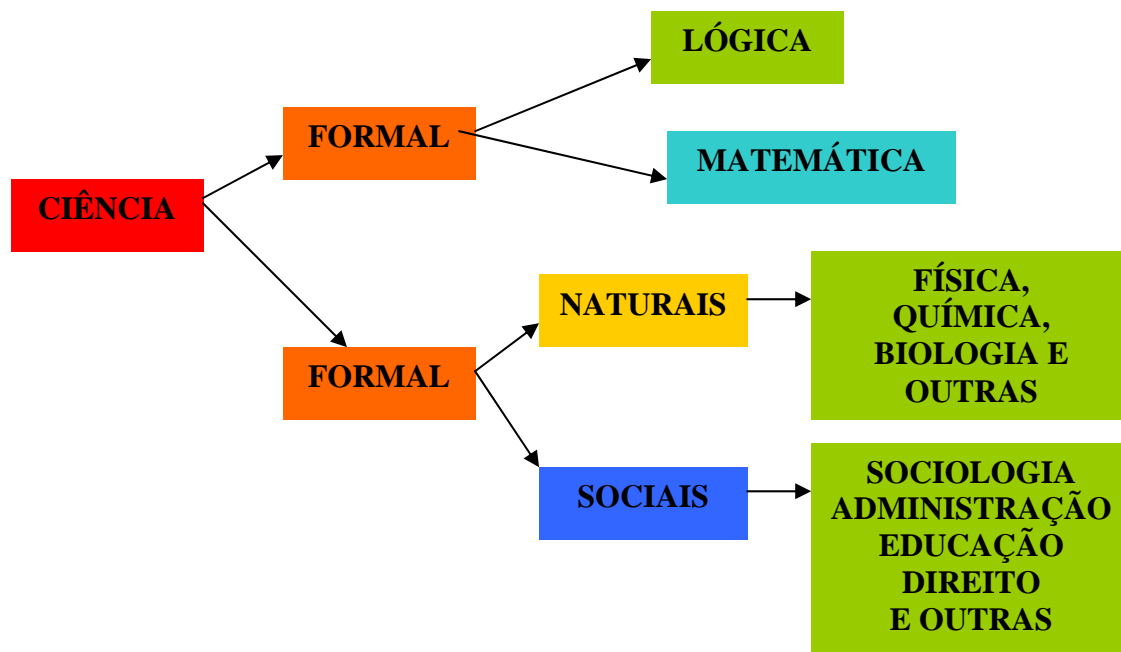 LÓGICA
FORMAL
MATEMÁTICA
CIÊNCIA
NATURAIS
FÍSICA,
QUÍMICA,
BIOLOGIA E
OUTRAS
FORMAL
SOCIAIS
SOCIOLOGIA
ADMINISTRAÇÃO
EDUCAÇÃO
DIREITO
E OUTRAS